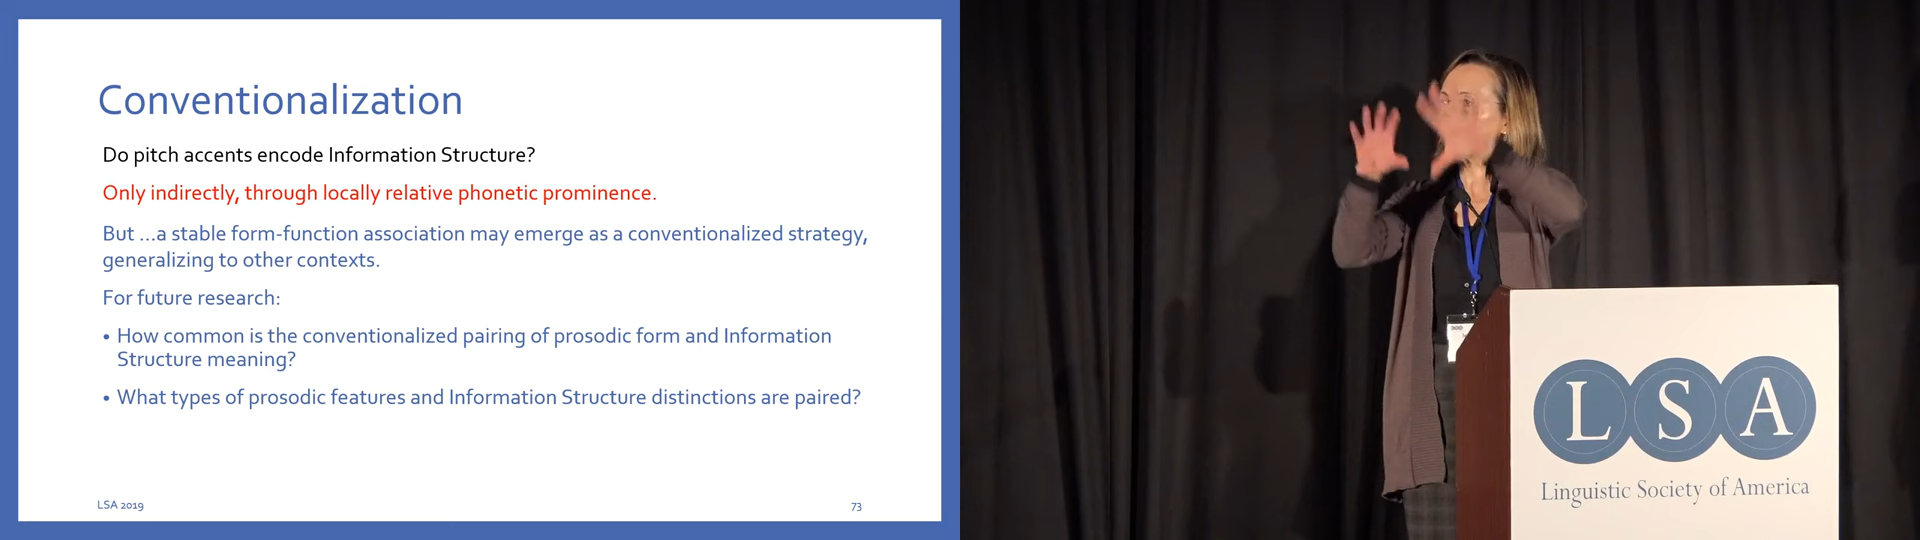 Conventionalization
Do pitch accents encode Information Structure?
Only indirectly, through locally relative phonetic prominence.
But ...a stable form-function association may emerge as a conventionalized strategy,
generalizing to other contexts.
For future research:
• How common is the conventionalized pairing of prosodic form and Information
Structure meaning?
• What types of prosodic features and Information Structure distinctions are paired?
LSA 2019
73
LSA
Linguistic Society of America